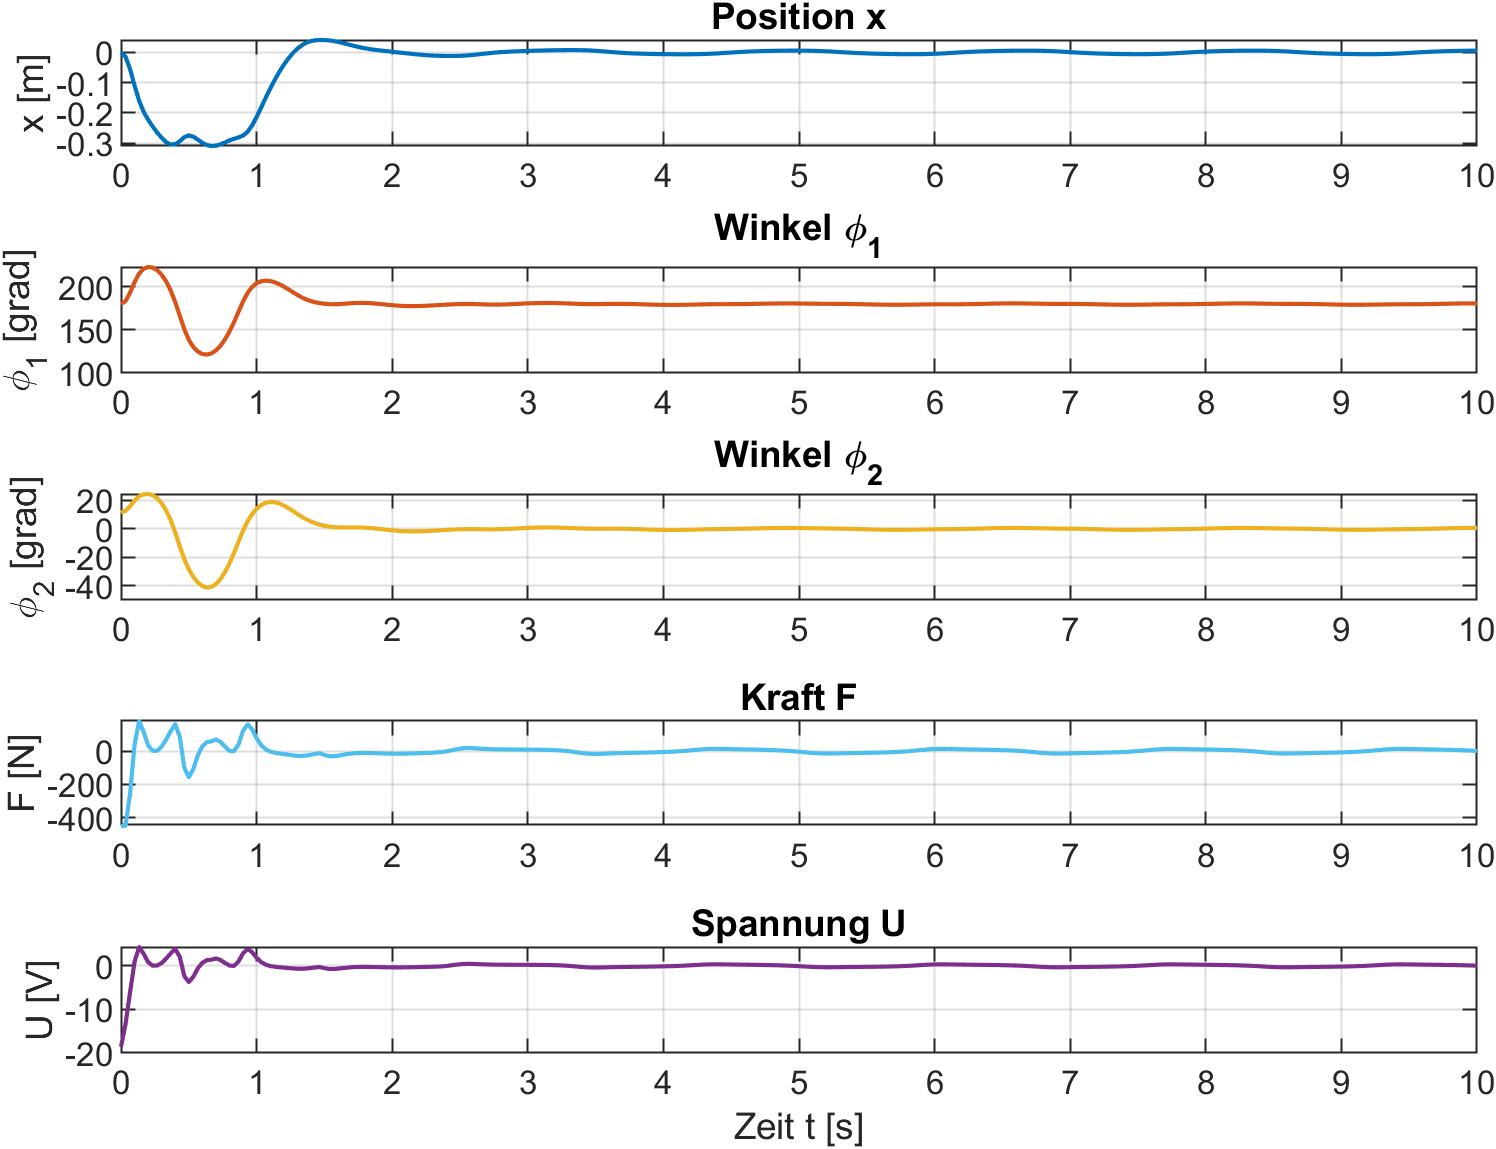 Position x
x [m]
0
-0.1
-0.2
-0.3
0 1 2 3 4 5 6 7 8 9 10
Winkel ϕ1
ϕ1 [grad]
200
150
100
0 1 2 3 4 5 6 7 8 9 10
Winkel ϕ2
ϕ2 [grad]
20
0
-20
-40
0 1 2 3 4 5 6 7 8 9 10
Kraft F
F [N]
0
-200
-400
0 1 2 3 4 5 6 7 8 9 10
Spannung U
U [V]
0
-10
-20
0 1 2 3 4 5 6 7 8 9 10
Zeit t [s]